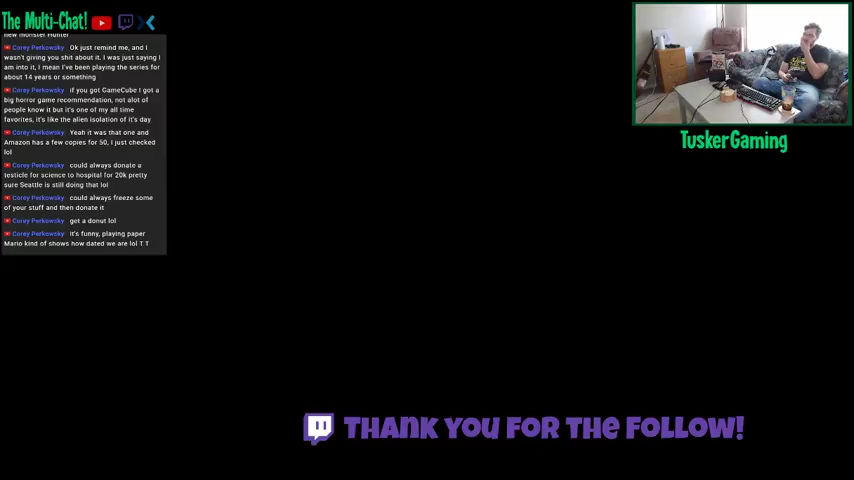 The Multi-Chat!
new Monster Hunter
Corey Perkowsky Ok just remind me, and I
wasn't giving you shit about it, I was just saying I
am into it, I mean I've been playing the series for
about 14 years or something
Corey Perkowsky if you got GameCube I got a
big horror game recommendation, not alot of
people know it but it's one of my all time
favorites, it's like the alien isolation of it's day
Corey Perkowsky Yeah it was that one and
Amazon has a few copies for 50, I just checked
lol
Corey Perkowsky could always donate a
testicle for science to hospital for 20k pretty
sure Seattle is still doing that lol
Corey Perkowsky could always freeze some
of your stuff and then donate it
Corey Perkowsky get a donut lol
Corey Perkowsky it's funny, playing paper
Mario kind of shows how dated we are lol T.T
TuskerGaming
Thank you for the follow!